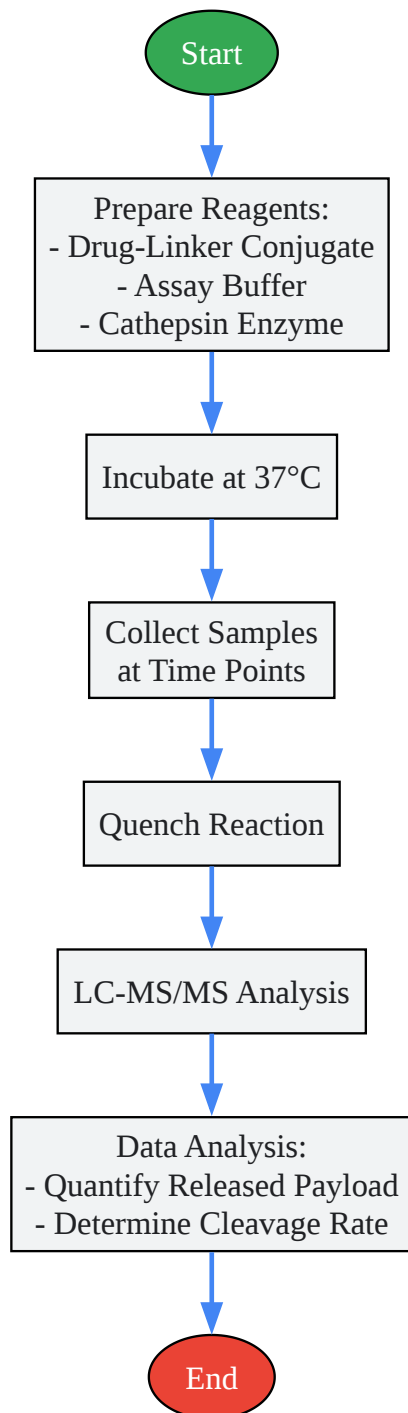 Start
Prepare Reagents:
- Drug-Linker Conjugate
- Assay Buffer
- Cathepsin Enzyme
Incubate at 37°C
Collect Samples
at Time Points
Quench Reaction
LC-MS/MS Analysis
Data Analysis:
- Quantify Released Payload
- Determine Cleavage Rate
End